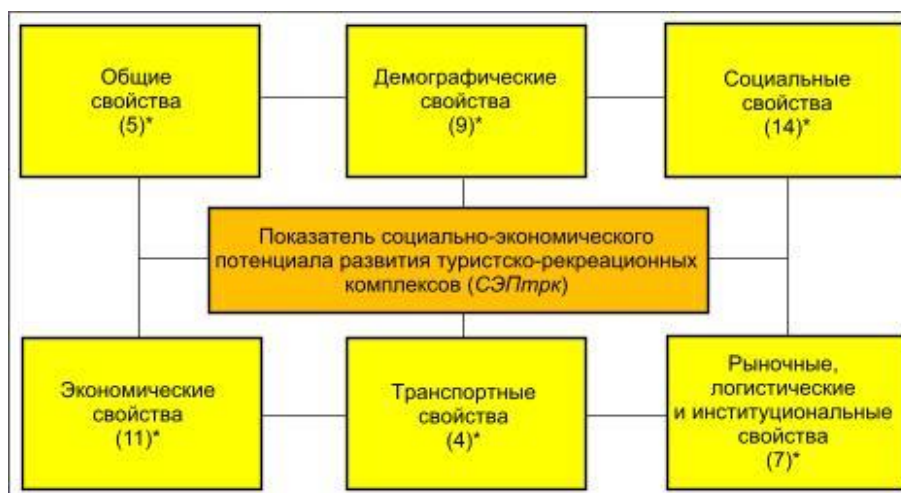 Общие
свойства
(5)*
Демографические
свойства
(9)*
Социальные
свойства
(14)*
Показатель социально-экономического
потенциала развития туристско-рекреационных
комплексов (СЭПтрк)
Экономические
свойства
(11)*
Транспортные
свойства
(4)*
Рыночные,
логистические
и институциональные
свойства
(7)*